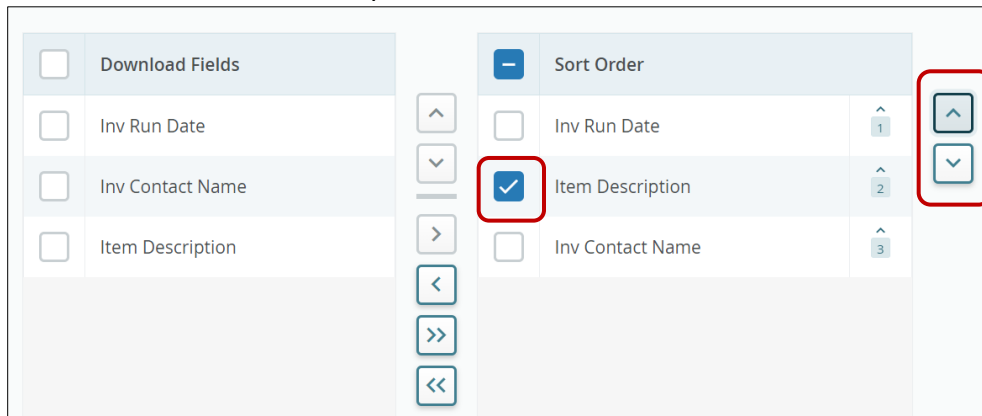 Download Fields
Sort Order
Inv Run Date
Inv Run Date
1
Inv Contact Name
Item Description
2
Item Description
Inv Contact Name
3